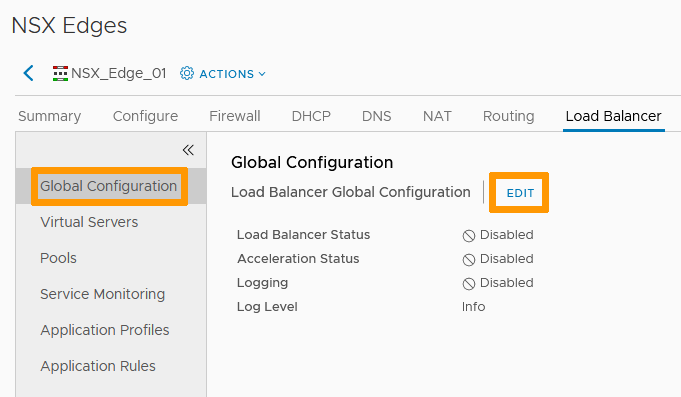 NSX Edges
NSX_Edge_01 ACTIONS
Summary Configure Firewall DHCP DNS NAT Routing Load Balancer
Global Configuration
Virtual Servers
Pools
Service Monitoring
Application Profiles
Application Rules
Global Configuration
Load Balancer Global Configuration EDIT
Load Balancer Status Disabled
Acceleration Status Disabled
Logging Disabled
Log Level Info